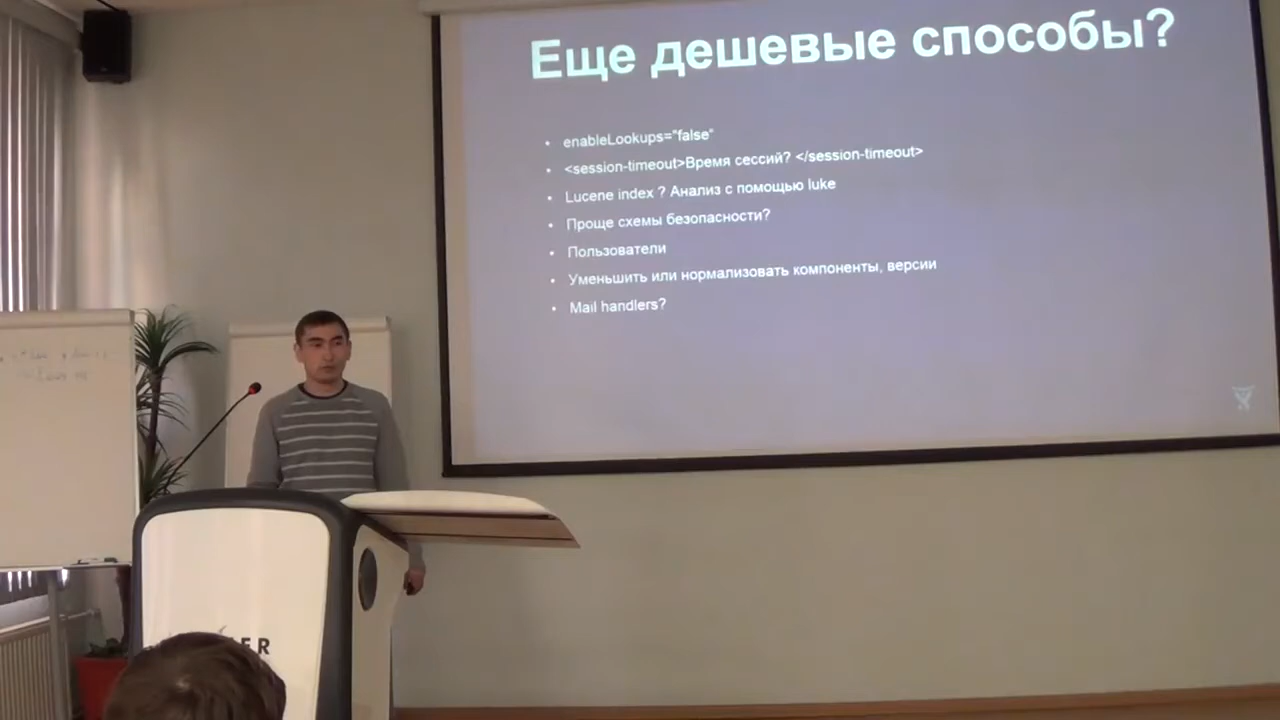 Еще дешевые способы?
enableLookups="false"
<session-timeout>Время сессий? </session-timeout>
Lucene index ? Анализ с помощью luke
Проще схемы безопасности?
Пользователи
Уменьшить или нормализовать компоненты, версии
Mail handlers?